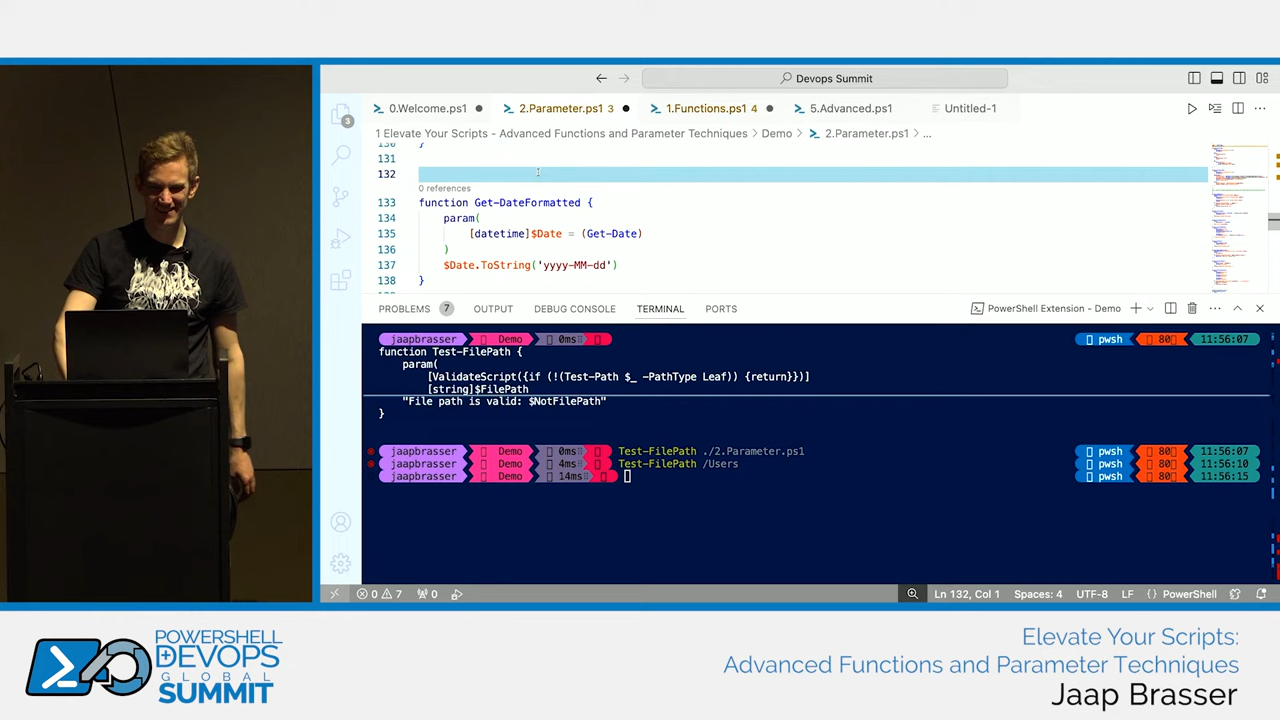 Devops Summit
0.Welcome.ps1
2.Parameter.ps1 3
1.Functions.ps1 4
5.Advanced.ps1
Untitled-1
1 Elevate Your Scripts - Advanced Functions and Parameter Techniques > Demo > 2.Parameter.ps1 > ...
130 }
131
132
0 references
133 function Get-DateFormatted {
134 param(
135 [datetime]$Date = (Get-Date)
136
137 $Date.ToSt ('yyyy-MM-dd')
138 }
PROBLEMS 7 OUTPUT DEBUG CONSOLE TERMINAL PORTS
PowerShell Extension - Demo
jaapbrasser Demo 0ms pwsh 80 11:56:07
function Test-FilePath {
param(
[ValidateScript({if (!(Test-Path $_ -PathType Leaf)) {return}})]
[string]$FilePath
"File path is valid: $NotFilePath"
}
jaapbrasser Demo 0ms Test-FilePath ./2.Parameter.ps1 pwsh 80 11:56:07
jaapbrasser Demo 4ms Test-FilePath /Users pwsh 80 11:56:10
jaapbrasser Demo 14ms pwsh 80 11:56:15
3
0 7 0
Ln 132, Col 1 Spaces: 4 UTF-8 LF { } PowerShell
POWERSHELL
DEVOPS
GLOBAL
SUMMIT
Elevate Your Scripts:
Advanced Functions and Parameter Techniques
Jaap Brasser